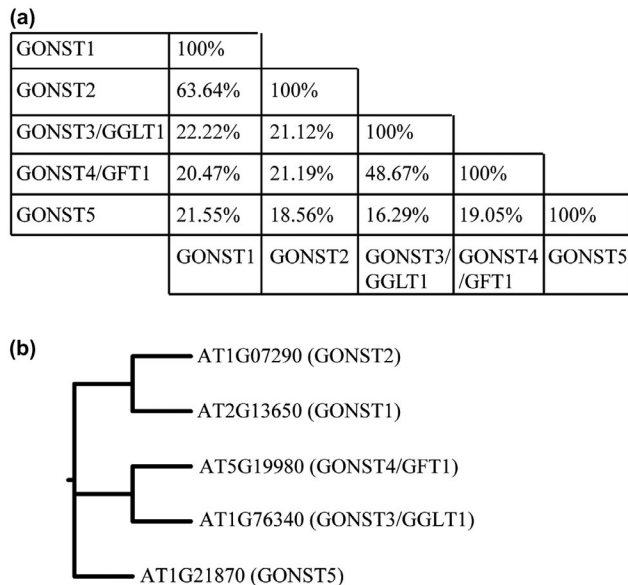 (a)
GONST1 100%
GONST2 63.64% 100%
GONST3/GGLT1 22.22% 21.12% 100%
GONST4/GFT1 20.47% 21.19% 48.67% 100%
GONST5 21.55% 18.56% 16.29% 19.05% 100%
GONST1 GONST2 GONST3/ GONST4 GONST5
GGLT1 /GFT1
(b)
AT1G07290 (GONST2)
AT2G13650 (GONST1)
AT5G19980 (GONST4/GFT1)
AT1G76340 (GONST3/GGLT1)
AT1G21870 (GONST5)